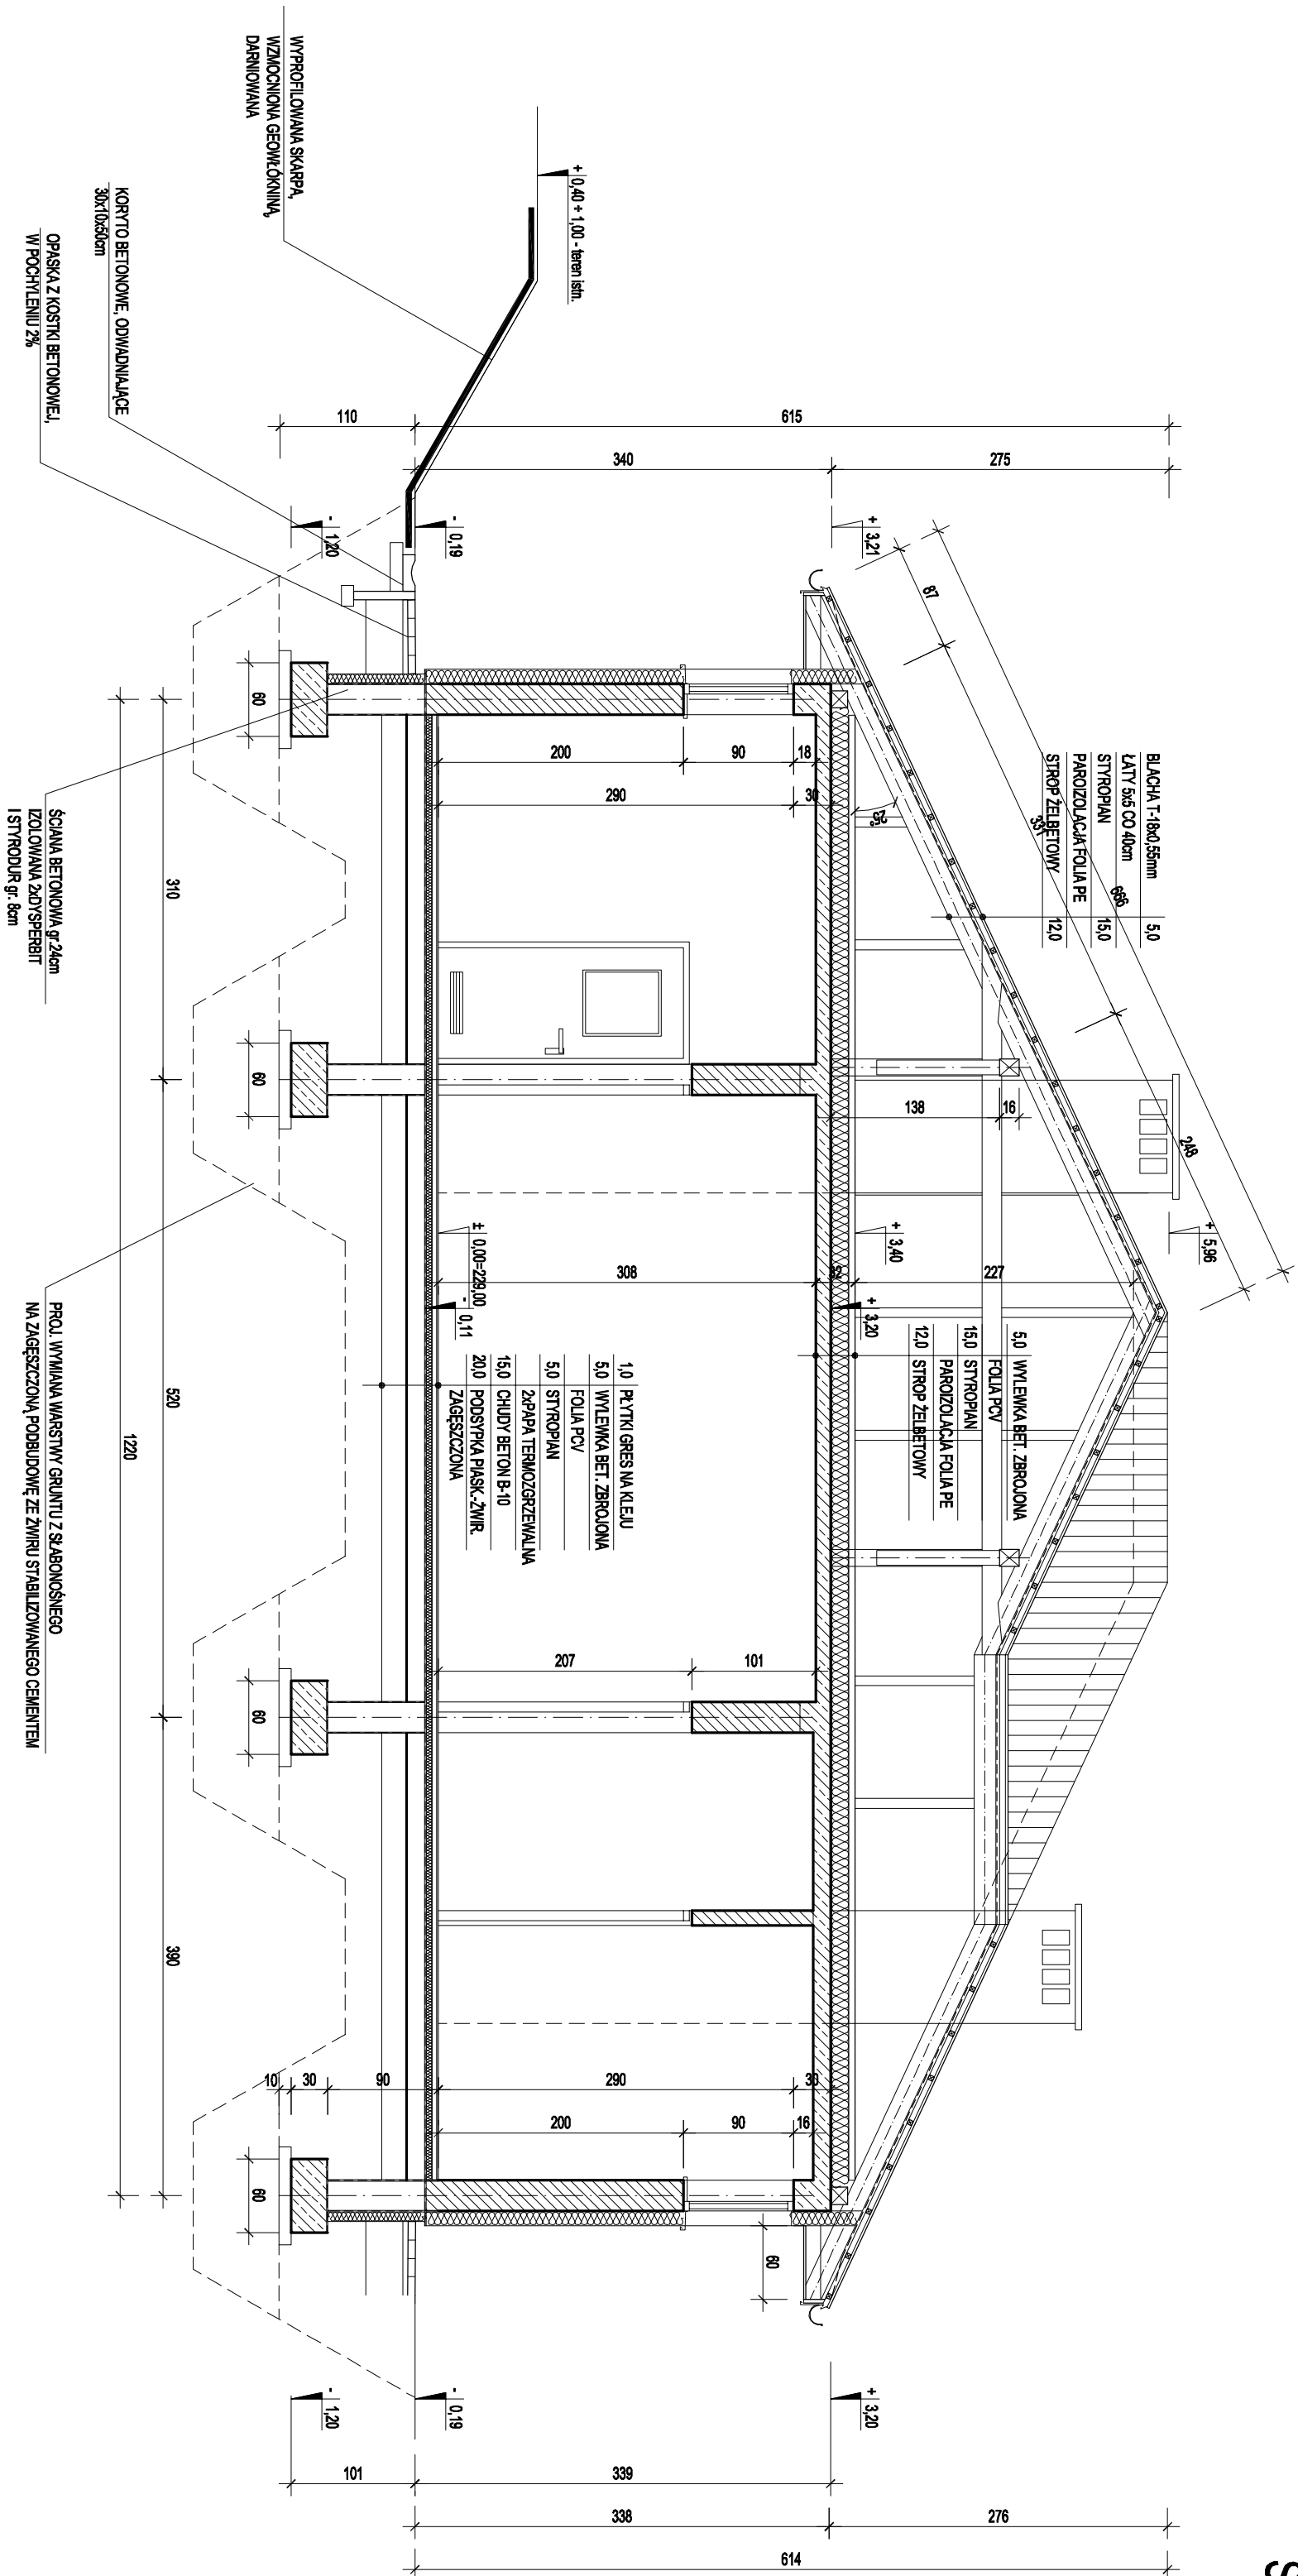 WYPROFILOWANA SKARPA,
WZMOCNIONA GEOWŁÓKNINĄ,
DARNIOWANA
KORYTO BETONOWE, ODWADNIAJĄCE
30x10x50cm
OPASKA Z KOSTKI BETONOWEJ,
W POCHYLENIU 2%
+ 0,40 ÷ 1,00 - teren istn.
615
110
340
275
- 1,20
- 0,19
+ 3,21
87
331
666
248
BLACHA T-18x0,55mm 5,0
ŁATY 5x5 CO 40cm
STYROPIAN 15,0
PAROIZOLACJA FOLIA PE
STROP ŻELBETOWY 12,0
25°
200
90
18
290
30
60
310
ŚCIANA BETONOWA gr.24cm
IZOLOWANA 2xDYSPERBIT
I STYRODUR gr. 8cm
60
138
16
+ 5,96
+ 3,40
± 0,00=229,00
308
32
227
- 0,11
+ 3,20
5,0 WYLEWKA BET. ZBROJONA
FOLIA PCV
15,0 STYROPIAN
PAROIZOLACJA FOLIA PE
12,0 STROP ŻELBETOWY
1,0 PŁYTKI GRES NA KLEJU
5,0 WYLEWKA BET. ZBROJONA
FOLIA PCV
5,0 STYROPIAN
2xPAPA TERMOZGRZEWALNA
15,0 CHUDY BETON B-10
20,0 PODSYPKA PIASK.-ŻWIR.
ZAGĘSZCZONA
520
1220
PROJ. WYMIANA WARSTWY GRUNTU Z SŁABONOŚNEGO
NA ZAGĘSZCZONĄ PODBUDOWĘ ZE ŻWIRU STABILIZOWANEGO CEMENTEM
207
101
60
390
10
30
90
290
30
200
90
16
60
60
- 1,20
- 0,19
+ 3,20
101
339
338
276
614